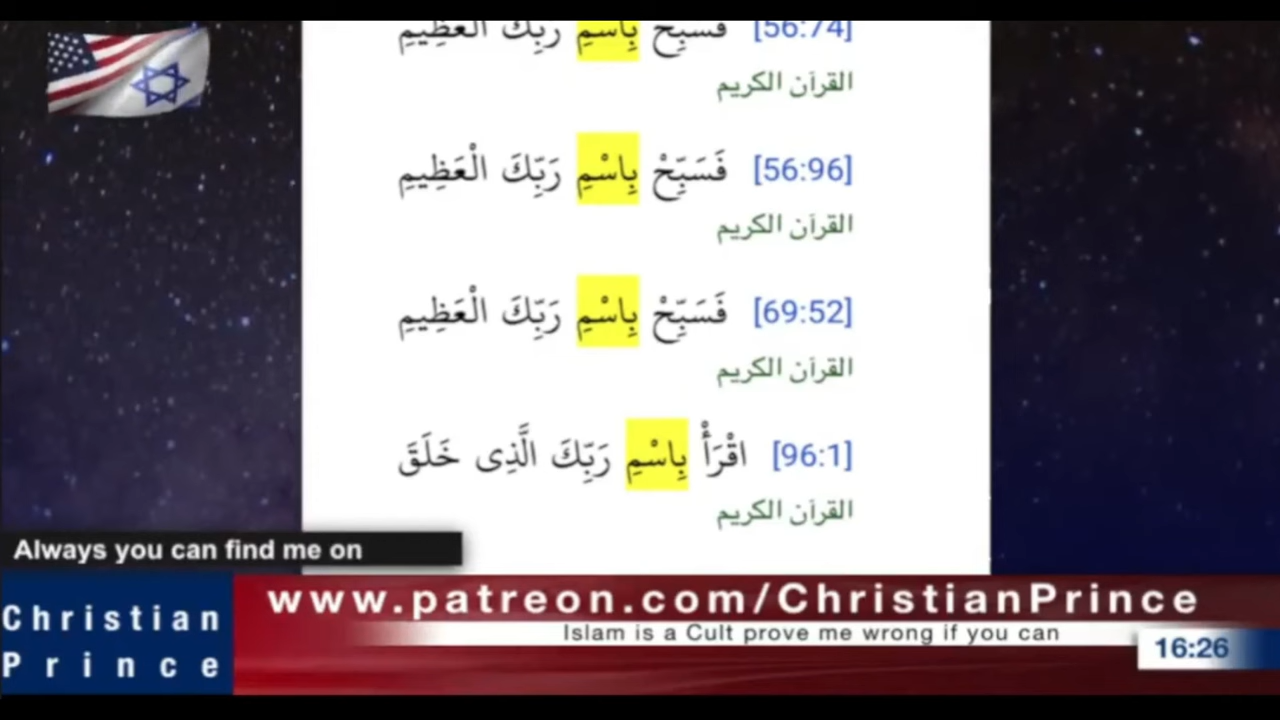 [56:74] فَسَبِّحْ بِاسْمِ رَبِّكَ الْعَظِيمِ
القرآن الكريم
[56:96] فَسَبِّحْ بِاسْمِ رَبِّكَ الْعَظِيمِ
القرآن الكريم
[69:52] فَسَبِّحْ بِاسْمِ رَبِّكَ الْعَظِيمِ
القرآن الكريم
[96:1] اقْرَأْ بِاسْمِ رَبِّكَ الَّذِى خَلَقَ
القرآن الكريم
Always you can find me on
Christian
Prince
www.patreon.com/ChristianPrince
Islam is a Cult prove me wrong if you can
16:26